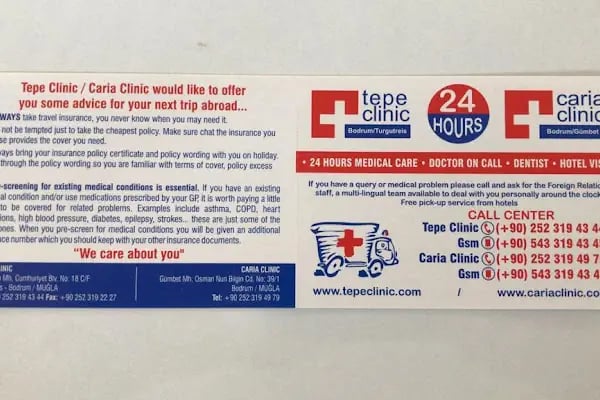 Tepe Clinic / Caria Clinic would like to offer
you some advice for your next trip abroad...
WAYS take travel insurance, you never know when you may need it.
not be tempted just to take the cheapest policy. Make sure chat the insurance you
se provides the cover you need.
ways bring your insurance policy certificate and policy wording with you on holiday.
through the policy wording so you are familiar with terms of cover, policy excess
-screening for existing medical conditions is essential. If you have an existing
al condition and/or use medications prescribed by your GP, it is worth paying a little
to be covered for related problems. Examples include asthma, COPD, heart
tions, high blood pressure, diabetes, epilepsy, strokes... these are just some of the
ones. When you pre-screen for medical conditions you will be given an additional
nce number which you should keep with your other insurance documents.
"We care about you"
LINIC
Mh. Cumhuriyet Blv. No: 18 C/F
s - Bodrum / MUĞLA
252 319 43 44 Fax: +90 252 319 22 27
CARIA CLINIC
Gümbet Mh. Osman Nuri Bilgin Cd. No: 39/1
Bodrum / MUĞLA
Tel: +90 252 319 49 79
tepe
clinic
Bodrum/Turgutreis
24
HOURS
caria
clinic
Bodrum/Gümbet
• 24 HOURS MEDICAL CARE • DOCTOR ON CALL • DENTIST • HOTEL VIS
If you have a query or medical problem please call and ask for the Foreign Relatio
staff, a multi-lingual team available to deal with you personally around the clock
Free pick-up service from hotels
CALL CENTER
Tepe Clinic (+90) 252 319 43 44
Gsm (+90) 543 319 43 4
Caria Clinic (+90) 252 319 49 7
Gsm (+90) 543 319 4
www.tepeclinic.com / www.cariaclinic.co